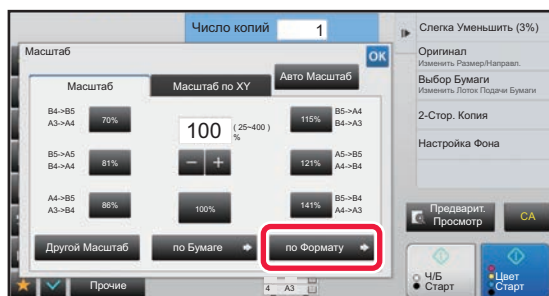 Число копий
1
Масштаб
OK
Масштаб
Масштаб по XY
Авто Масштаб
B4->B5
A3->A4
70%
100
( 25~400 )
%
115%
B5->A4
B4->A3
B5->A5
B4->A4
81%
121%
A5->B5
A4->B4
A4->B5
A3->B4
86%
100%
141%
B5->B4
A4->A3
Другой Масштаб
по Бумаге
по Формату
Прочие
4 A3
Слегка Уменьшить (3%)
Оригинал
Изменить Размер/Направл.
Выбор Бумаги
Изменить Лоток Подачи Бумаги
2-Стор. Копия
Настройка Фона
Предварит.
Просмотр
CA
Ч/Б
Старт
Цвет
Старт